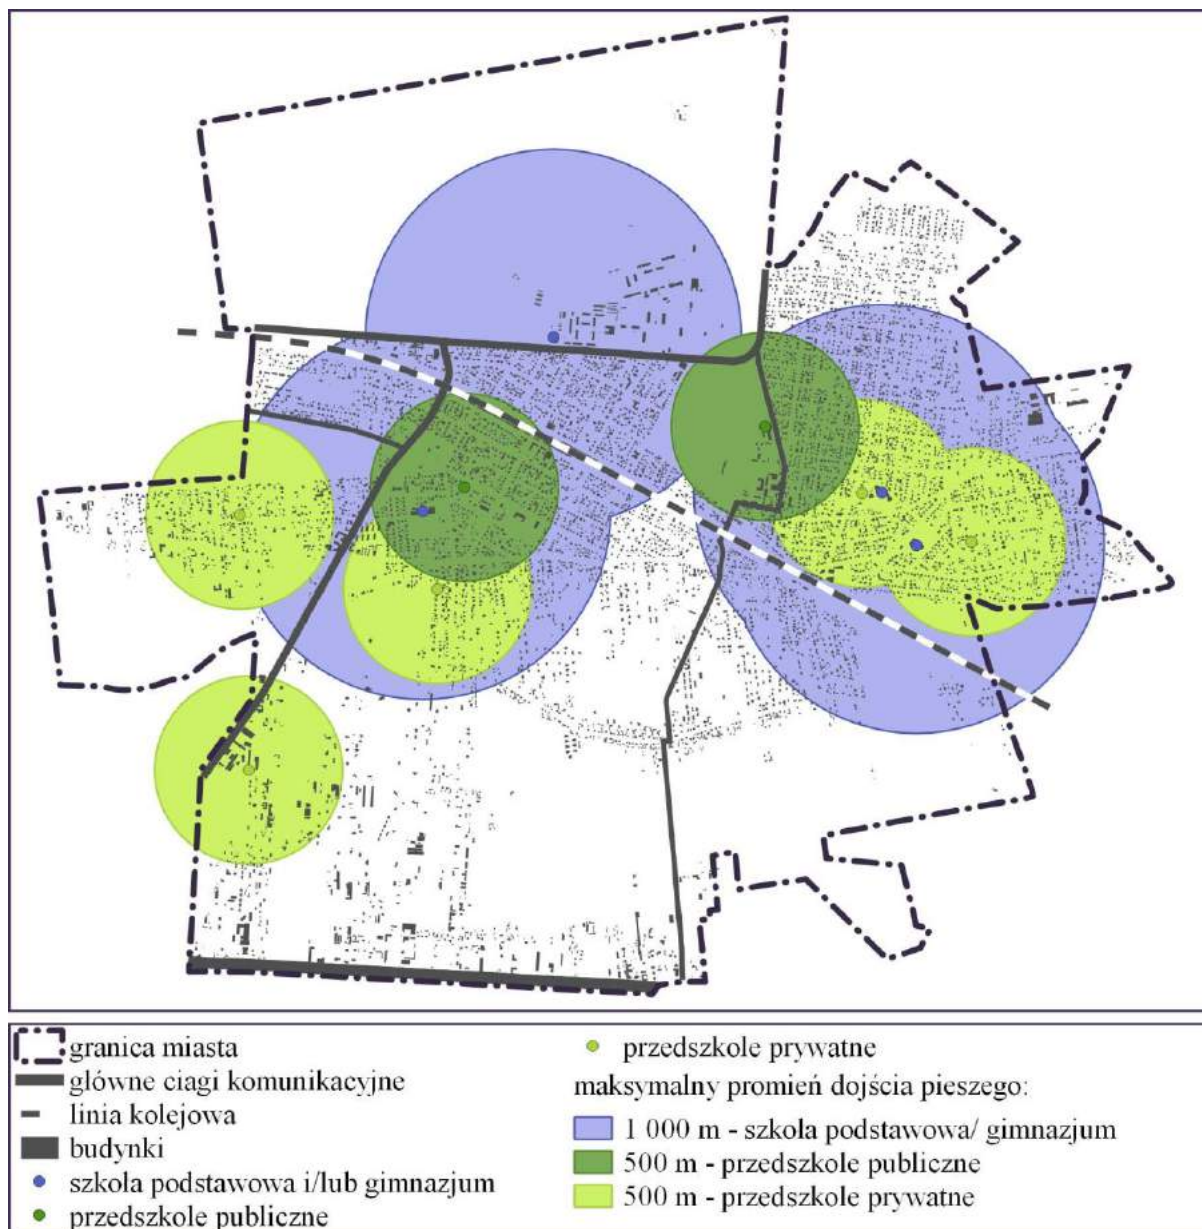 granica miasta
główne ciagi komunikacyjne
linia kolejowa
budynki
szkoła podstawowa i/lub gimnazjum
przedszkole publiczne
przedszkole prywatne
maksymalny promień dojścia pieszego:
1 000 m - szkoła podstawowa/ gimnazjum
500 m - przedszkole publiczne
500 m - przedszkole prywatne